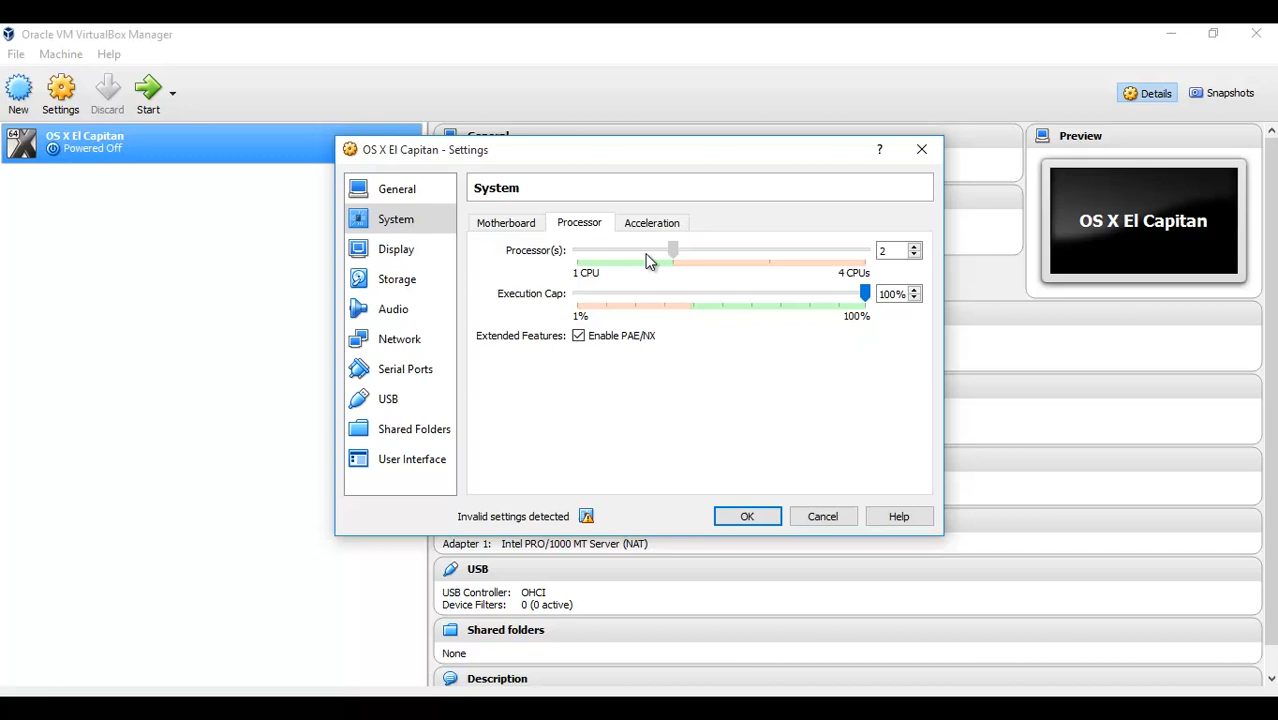 Oracle VM VirtualBox Manager
File Machine Help
New Settings Discard Start
Details Snapshots
64
OS X El Capitan
Powered Off
General
Preview
OS X El Capitan
OS X El Capitan - Settings
?
General
System
Display
Storage
Audio
Network
Serial Ports
USB
Shared Folders
User Interface
System
Motherboard Processor Acceleration
Processor(s): 2
1 CPU 4 CPUs
Execution Cap: 100%
1% 100%
Extended Features: Enable PAE/NX
Invalid settings detected
OK Cancel Help
Adapter 1: Intel PRO/1000 MT Server (NAT)
USB
USB Controller: OHCI
Device Filters: 0 (0 active)
Shared folders
None
Description